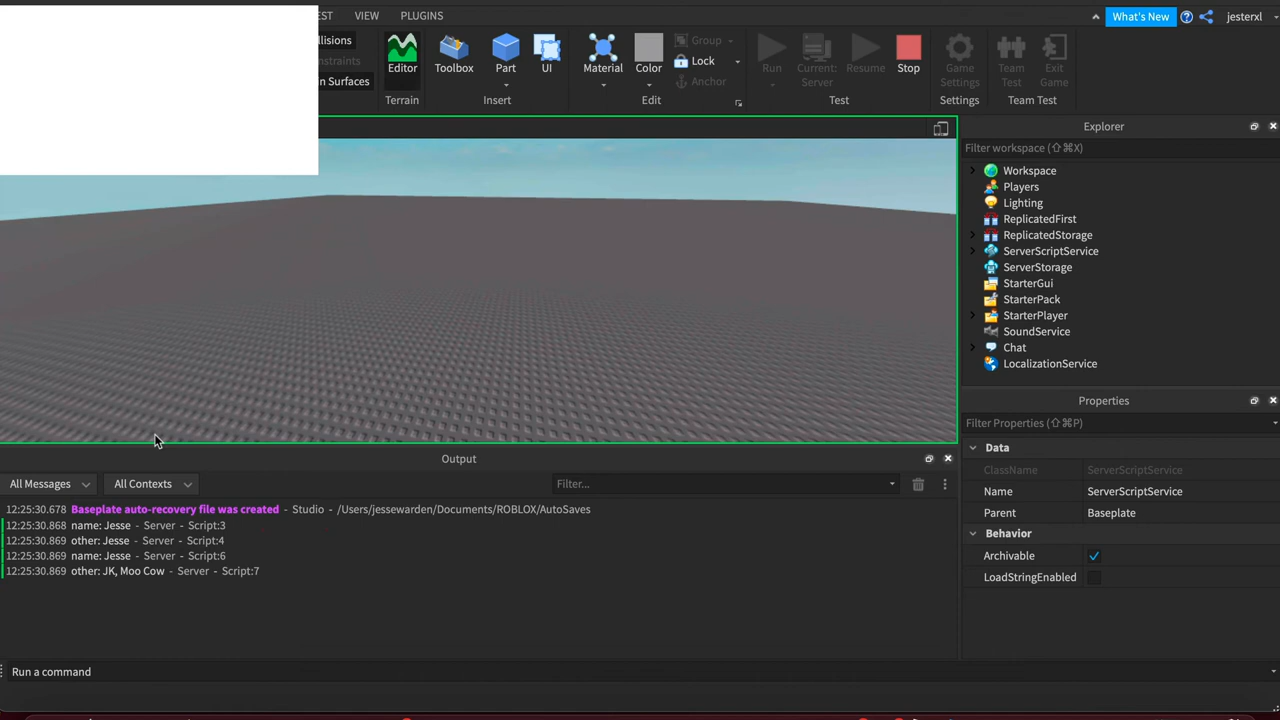 EST VIEW PLUGINS What's New jesterxl
llisions
nstraints
n Surfaces
Editor Toolbox Part UI Material Color Group Lock Anchor Run Current: Server Resume Stop Game Settings Team Test Exit Game
Terrain Insert Edit Test Settings Team Test
Explorer
Filter workspace (⇧⌘X)
Workspace
Players
Lighting
ReplicatedFirst
ReplicatedStorage
ServerScriptService
ServerStorage
StarterGui
StarterPack
StarterPlayer
SoundService
Chat
LocalizationService
Properties
Filter Properties (⇧⌘P)
Data
ClassName ServerScriptService
Name ServerScriptService
Parent Baseplate
Behavior
Archivable
LoadStringEnabled
Output
All Messages All Contexts Filter...
12:25:30.678 Baseplate auto-recovery file was created - Studio - /Users/jessewarden/Documents/ROBLOX/AutoSaves
12:25:30.868 name: Jesse - Server - Script:3
12:25:30.869 other: Jesse - Server - Script:4
12:25:30.869 name: Jesse - Server - Script:6
12:25:30.869 other: JK, Moo Cow - Server - Script:7
Run a command